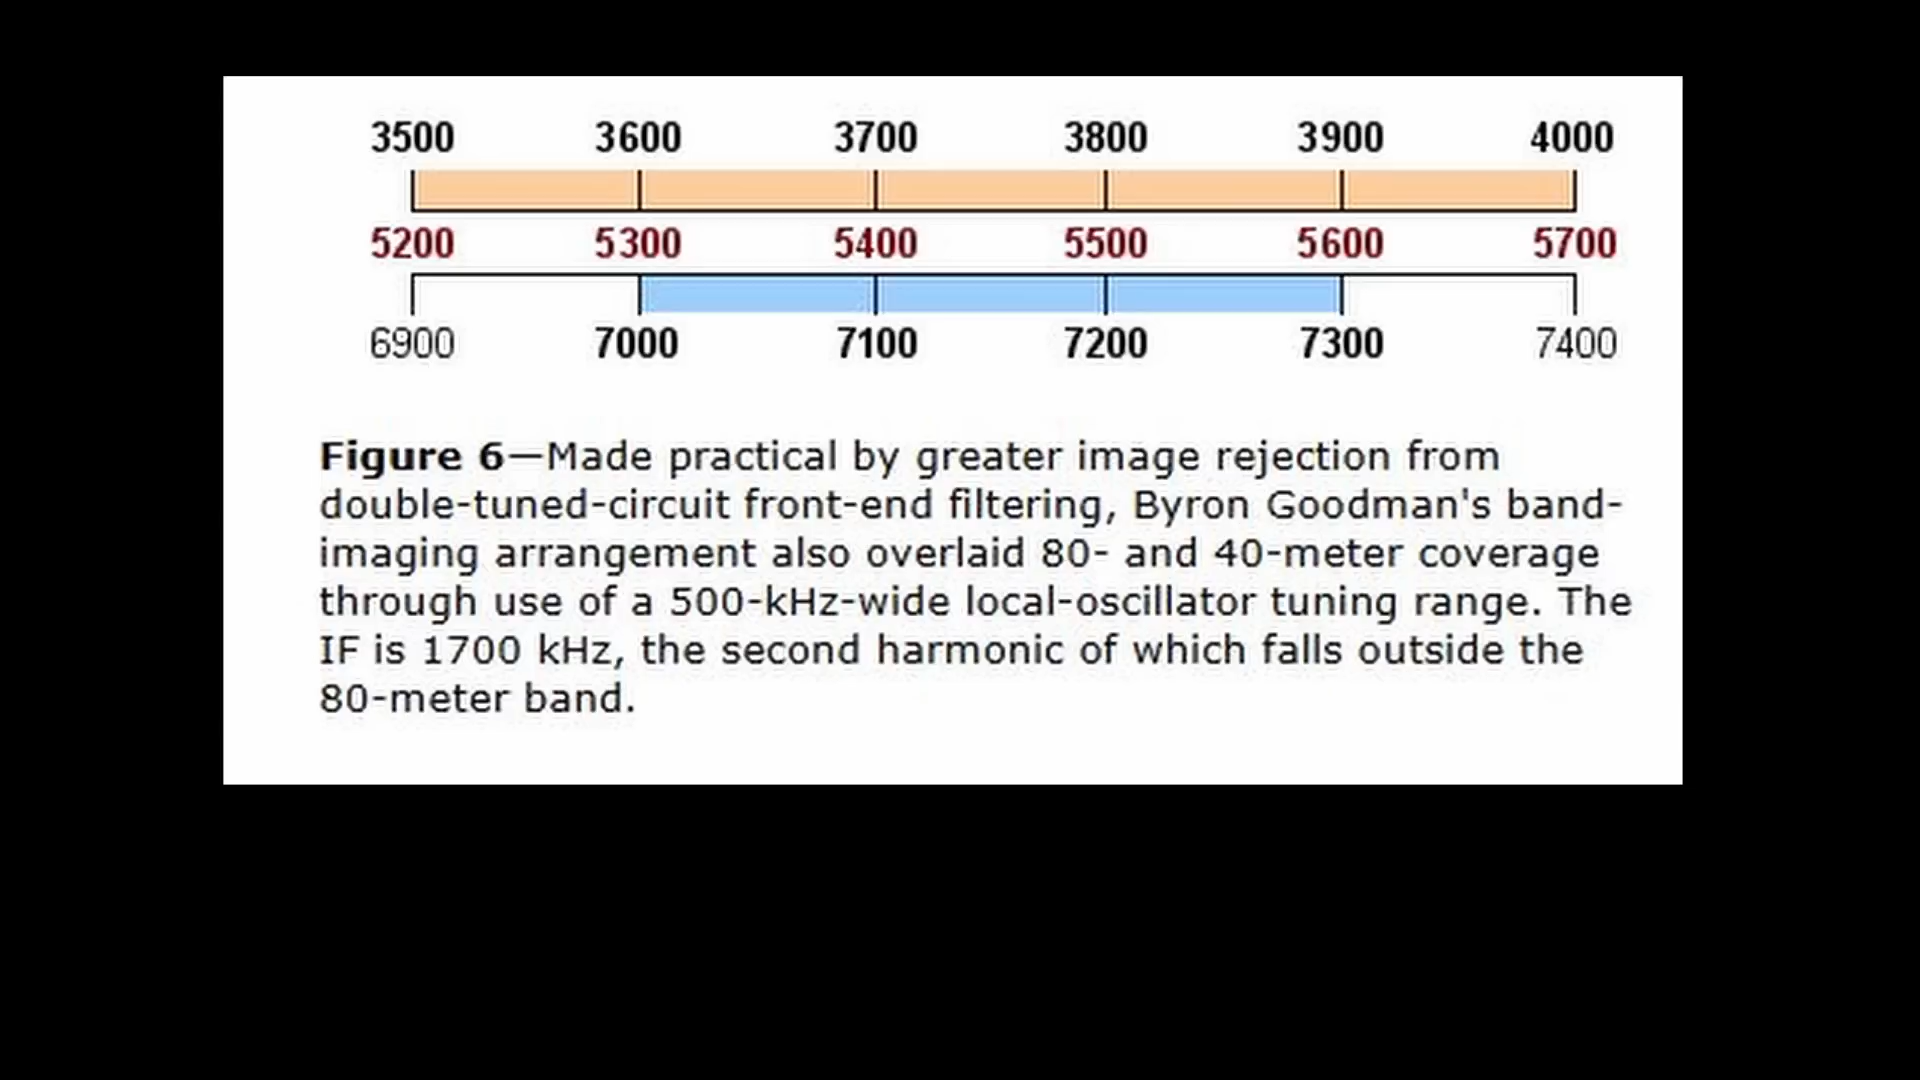 3500 3600 3700 3800 3900 4000
5200 5300 5400 5500 5600 5700
6900 7000 7100 7200 7300 7400
Figure 6—Made practical by greater image rejection from
double-tuned-circuit front-end filtering, Byron Goodman's band-
imaging arrangement also overlaid 80- and 40-meter coverage
through use of a 500-kHz-wide local-oscillator tuning range. The
IF is 1700 kHz, the second harmonic of which falls outside the
80-meter band.